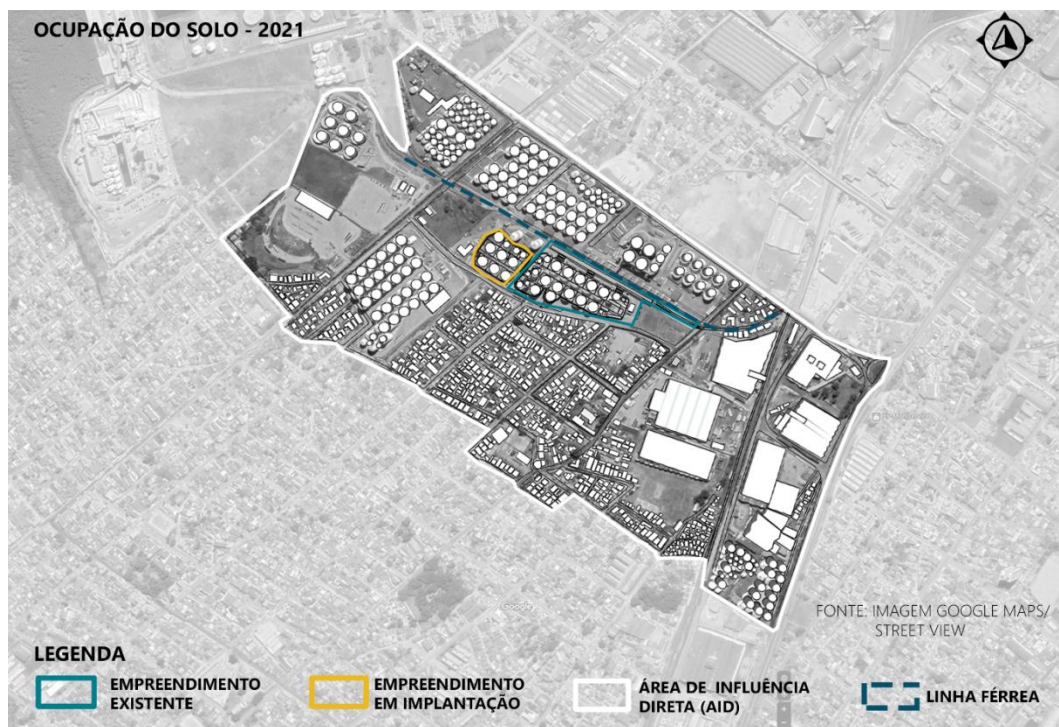 OCUPAÇÃO DO SOLO - 2021
Google
FONTE: IMAGEM GOOGLE MAPS/
STREET VIEW
LEGENDA
EMPREENDIMENTO
EXISTENTE
EMPREENDIMENTO
EM IMPLANTAÇÃO
ÁREA DE INFLUÊNCIA
DIRETA (AID)
LINHA FÉRREA